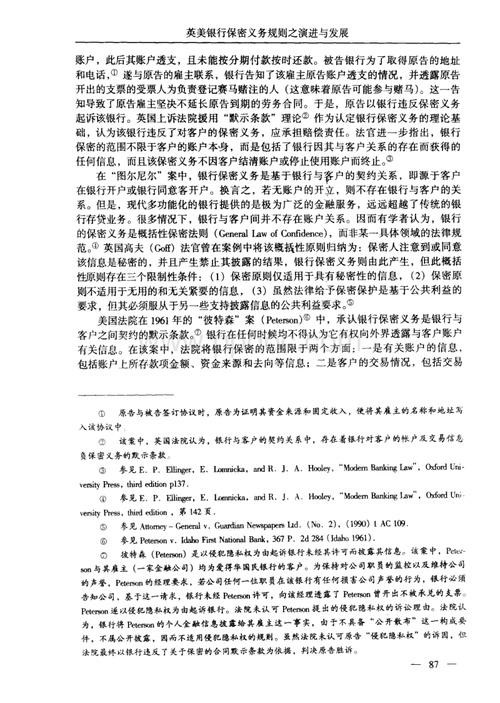 英美银行保密义务规则之演进与发展
账户，此后其账户透支，且未能按分期付款按时还款。被告银行为了取得原告的地址
和电话，① 遂与原告的雇主联系，银行告知了该雇主原告账户透支的情况，并透露原告
开出的支票的受票人为负责登记赛马赌注的人（这意味着原告可能参与赌马）。这一告
知导致了原告雇主坚决不延长原告到期的劳务合同。于是，原告以银行违反保密义务
起诉该银行。英国上诉法院援用“默示条款”理论② 作为认定银行保密义务的理论基
础，认为该银行违反了对客户的保密义务，应承担赔偿责任。法官进一步指出，银行
保密的范围不限于客户的账户本身，而是包括了银行因其与客户关系的存在而获得的
任何信息，而且该保密义务不因客户结清账户或停止使用账户而终止。③
在“图尔尼尔”案中，银行保密义务是基于银行与客户的契约关系，即源于客户
在银行开户或银行同意客开户。换言之，若无账户的开立，则不存在银行与客户的关
系。但是，现代多功能化的银行提供的是极为广泛的金融服务，远远超越了传统的银
行存贷业务。很多情况下，银行与客户间并不存在账户关系。因而有学者认为，银行
的保密义务是概括性保密法则 (General Law of Confidence)，而非某一具体领域的法律规
范。④ 英国高夫 (Goff) 法官曾在案例中将该概括性原则归纳为：保密人注意到或同意
该信息是秘密的，并且产生禁止其披露的结果，银行保密义务则由此产生，但此概括
性原则存在三个限制性条件：（1）保密原则仅适用于具有秘密性的信息，（2）保密原
则不适用于无用的和无关紧要的信息，（3）虽然法律给予保密保护是基于公共利益的
要求，但其必须服从于另一些支持披露信息的公共利益要求。⑤
美国法院在 1961 年的“彼特森”案 (Peterson)⑥ 中，承认银行保密义务是银行与
客户之间契约的默示条款。⑦ 银行在任何时候均不得认为它有权向外界透露与客户账户
有关信息。在该案中，法院将银行保密的范围限于两个方面：一是有关账户的信息，
包括账户上所存款项金额、资金来源和去向等信息；二是客户的交易情况，包括交易
① 原告与被告签订协议时，原告为证明其资金来源和固定收入，便将其雇主的名称和地址写
入该协议中。
② 该案中，英国法院认为，银行与客户的契约关系中，存在着银行对客户的帐户及交易信息
负保密义务的默示条款。
③ 参见 E. P. Ellinger, E. Lomnicka, and R. J. A. Hooley, "Modern Banking Law", Oxford Uni-
versity Press, third edition p137.
④ 参见 E. P. Ellinger, E. Lomnicka, and R. J. A. Hooley, "Modern Banking Law", Oxford Uni-
versity Press, third edition，第 142 页．
⑤ 参见 Attorney – General v. Guardian Newspapers Ltd. (No. 2), (1990) 1 AC 109.
⑥ 参见 Peterson v. Idaho First National Bank, 367 P. 2d 284 (Idaho 1961).
⑦ 彼特森 (Peterson) 是以侵犯隐私权为由起诉银行未经其许可而披露其信息。该案中，Peter-
son 与其雇主（一家金融公司）均为爱得华国民银行的客户。为保持对公司职员的监控以及维持公司
的声誉，Peterson 的经理要求，若公司任何一位职员在该银行有任何损害公司声誉的行为，银行必须
告知公司，基于这一请求，银行未经 Peterson 许可，向该经理透露了 Peterson 曾开出不被承兑的支票。
Peterson 遂以侵犯隐私权为由起诉银行。法院未认可 Peterson 提出的侵犯隐私权的诉讼理由。法院认
为，银行将 Peterson 的个人金融信息披露给其雇主这一事实，由于不具备“公开散布”这一构成要
件，不属公开披露，因而不适用侵犯隐私权的规则。虽然法院未认可原告“侵犯隐私权”的诉因，但
法院最终以银行违反了关于保密的合同默示条款为依据，判决原告胜诉。
— 87 —